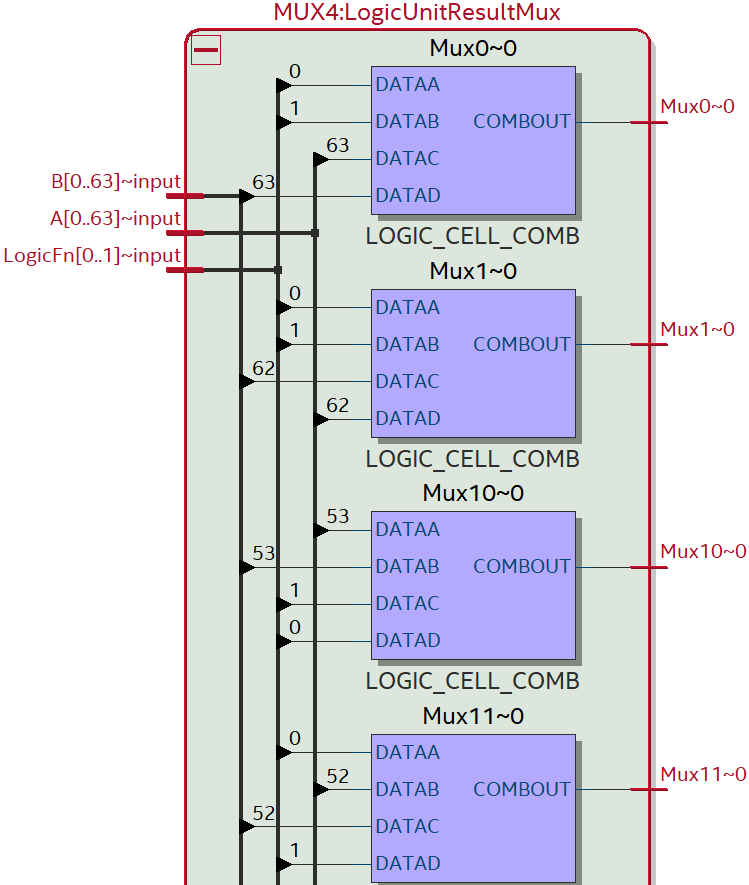 MUX4:LogicUnitResultMux
Mux0~0
0 DATAA
1 DATAB COMBOUT Mux0~0
63 DATAC
B[0..63]~input 63 DATAD
A[0..63]~input
LOGIC_CELL_COMB
LogicFn[0..1]~input
Mux1~0
0 DATAA
1 DATAB COMBOUT Mux1~0
62 DATAC
62 DATAD
LOGIC_CELL_COMB
Mux10~0
53 DATAA
53 DATAB COMBOUT Mux10~0
1 DATAC
0 DATAD
LOGIC_CELL_COMB
Mux11~0
0 DATAA
52 DATAB COMBOUT Mux11~0
52 DATAC
1 DATAD